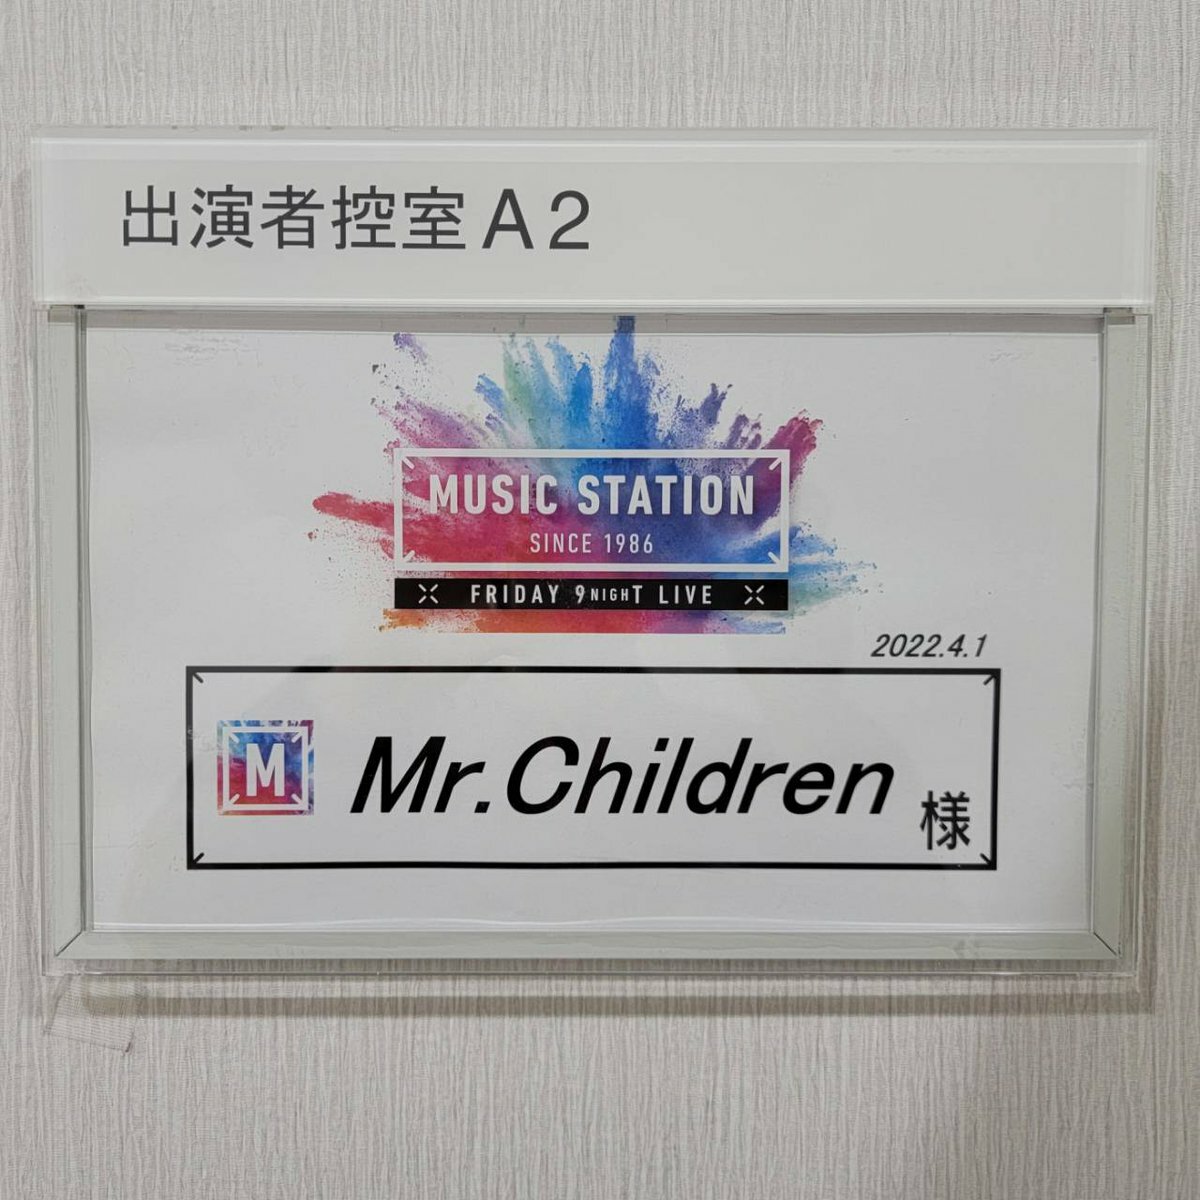 出演者控室A2
MUSIC STATION
SINCE 1986
FRIDAY 9NIGHT LIVE
2022.4.1
M
Mr.Children 様